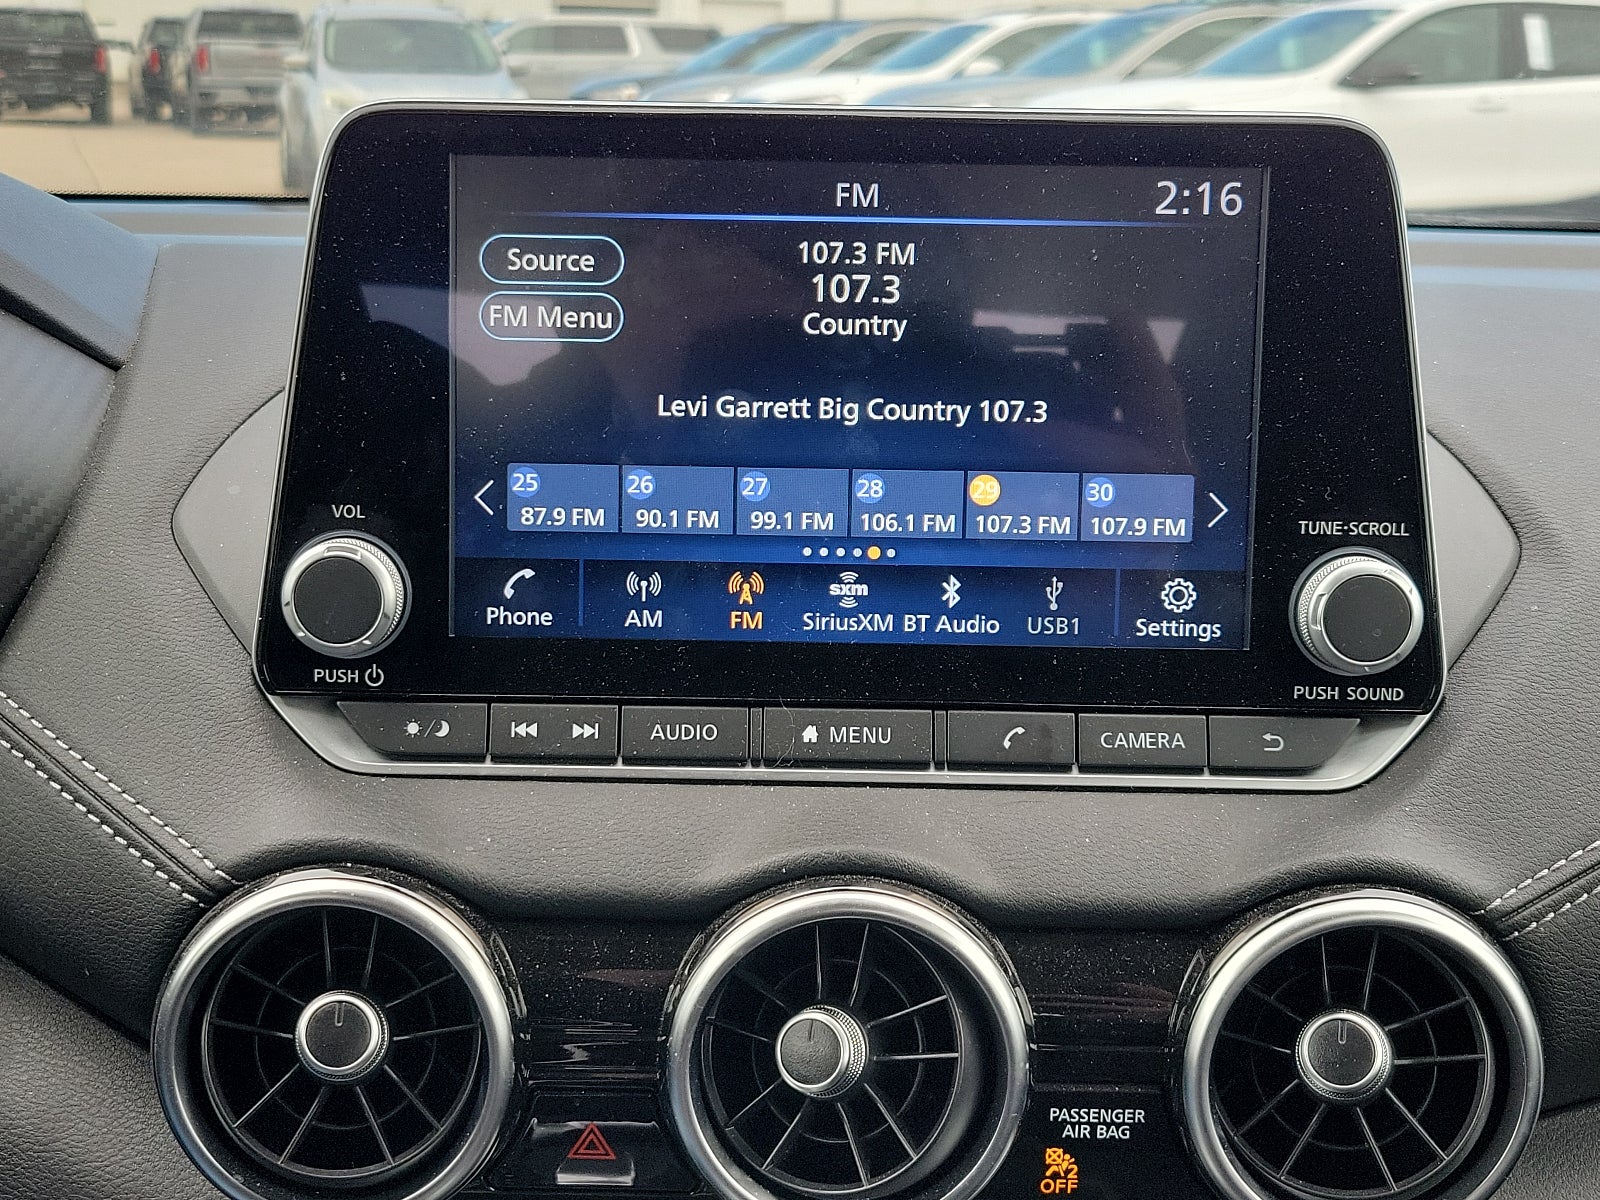 FM
2:16
Source
107.3 FM
107.3
FM Menu
Country
Levi Garrett Big Country 107.3
25 26 27 28 29 30
87.9 FM 90.1 FM 99.1 FM 106.1 FM 107.3 FM 107.9 FM
VOL
TUNE·SCROLL
sxm
Phone AM FM SiriusXM BT Audio USB1 Settings
PUSH
PUSH SOUND
AUDIO MENU CAMERA
PASSENGER
AIR BAG
2
OFF